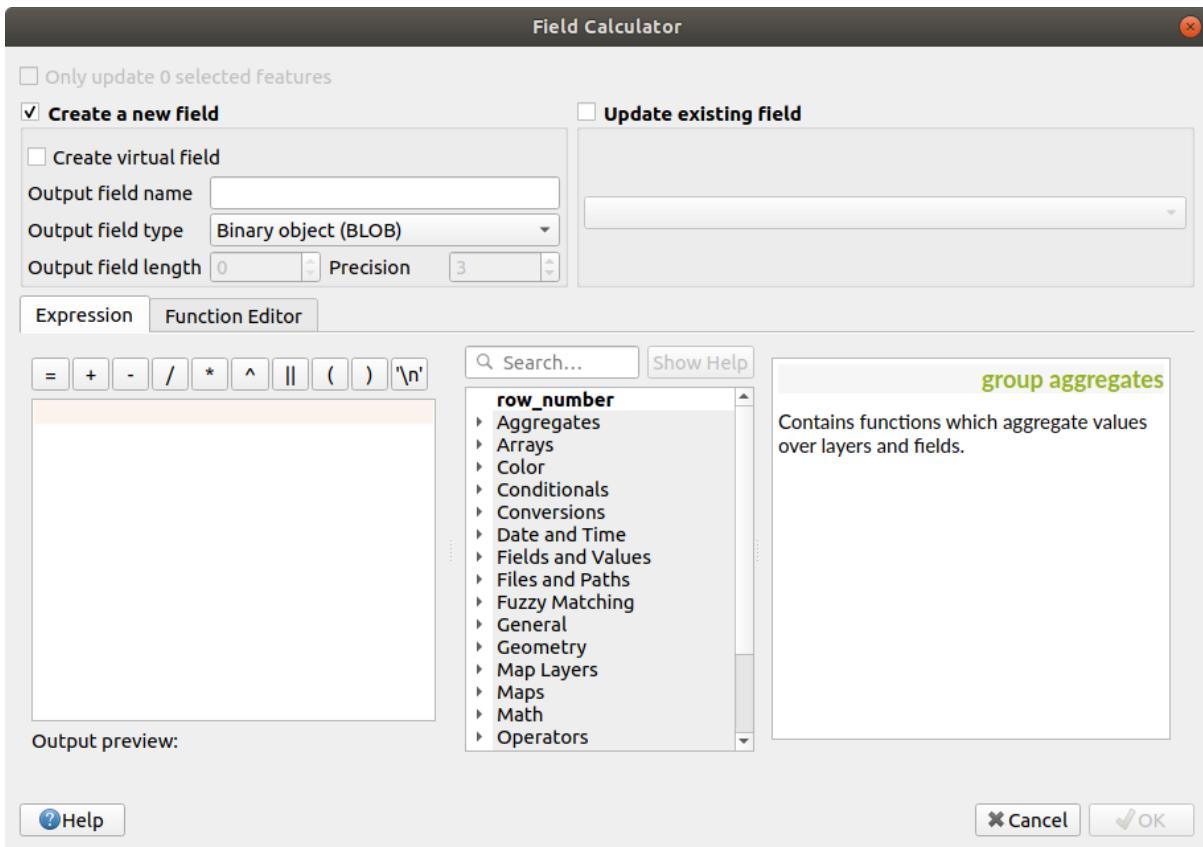 Field Calculator
Only update 0 selected features
Create a new field
Update existing field
Create virtual field
Output field name
Output field type Binary object (BLOB)
Output field length 0 Precision 3
Expression Function Editor
= + - / * ^ || ( ) '\n'
Search... Show Help
row_number
Aggregates
Arrays
Color
Conditionals
Conversions
Date and Time
Fields and Values
Files and Paths
Fuzzy Matching
General
Geometry
Map Layers
Maps
Math
Operators
group aggregates
Contains functions which aggregate values
over layers and fields.
Output preview:
?Help
Cancel OK